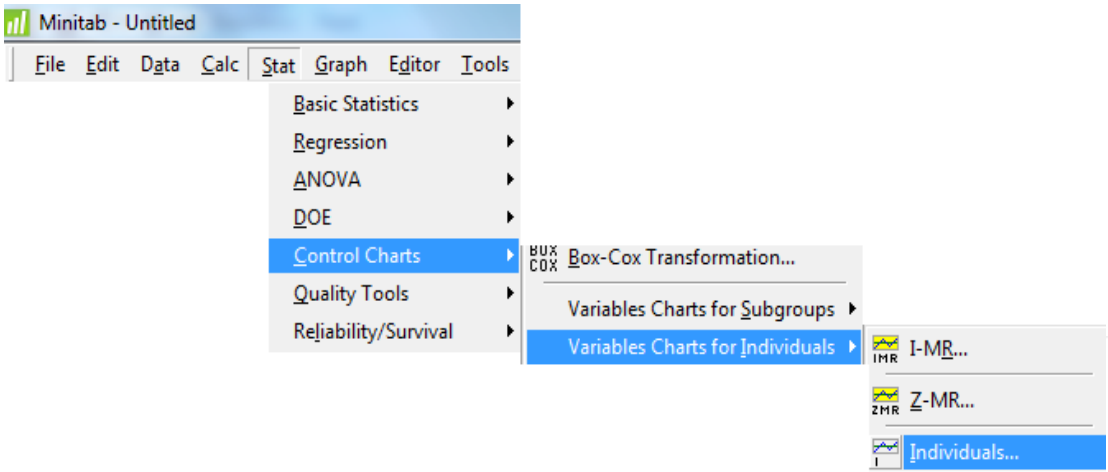 Minitab - Untitled
File Edit Data Calc Stat Graph Editor Tools
Basic Statistics
Regression
ANOVA
DOE
Control Charts
Quality Tools
Reliability/Survival
BOX COX Box-Cox Transformation...
Variables Charts for Subgroups
Variables Charts for Individuals
IMR I-MR...
ZMR Z-MR...
I Individuals...